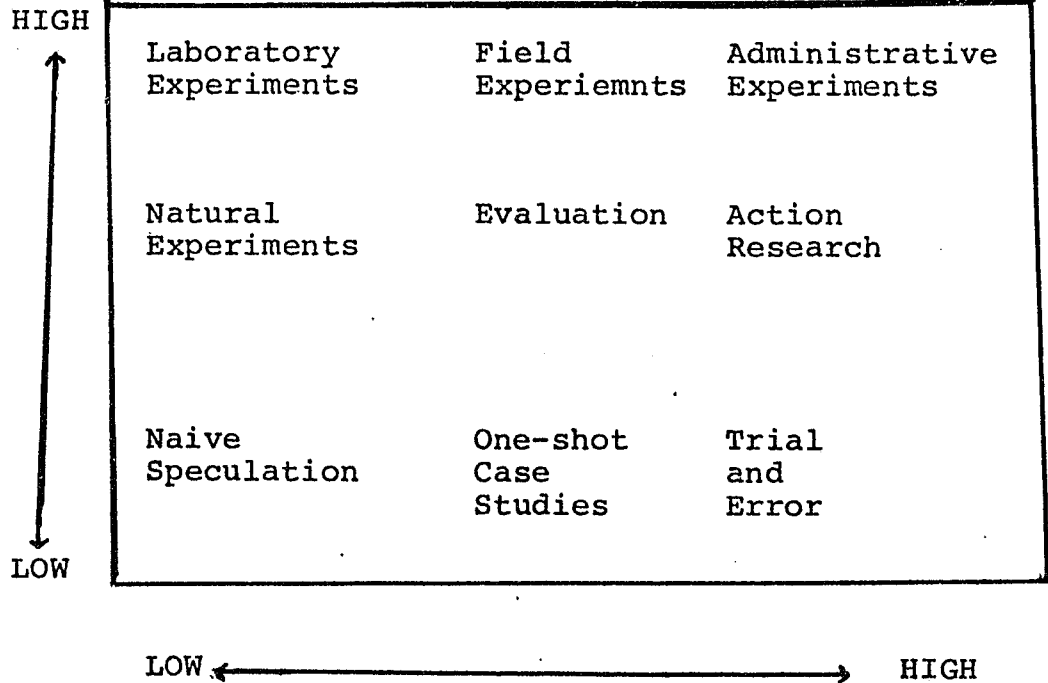 HIGH
Laboratory Field Administrative
Experiments Experiemnts Experiments
Natural Evaluation Action
Experiments Research
Naive One-shot Trial
Speculation Case and
Studies Error
LOW
LOW HIGH